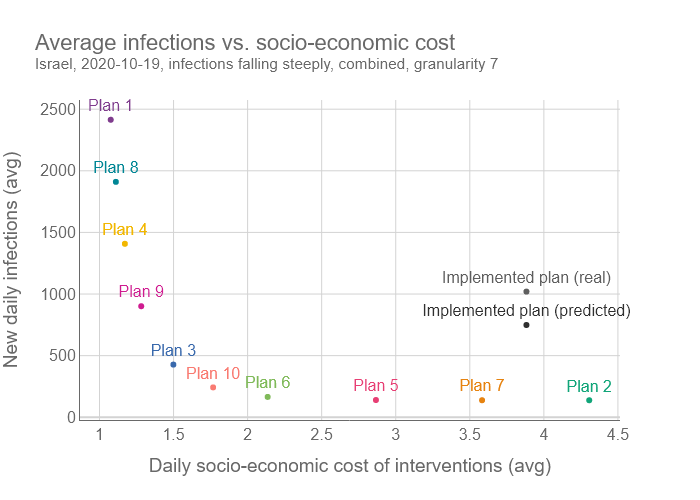 Average infections vs. socio-economic cost
Israel, 2020-10-19, infections falling steeply, combined, granularity 7
New daily infections (avg)
2500
2000
1500
1000
500
0
Plan 1
Plan 8
Plan 4
Plan 9
Implemented plan (real)
Implemented plan (predicted)
Plan 3
Plan 10
Plan 6
Plan 5
Plan 7
Plan 2
1
1.5
2
2.5
3
3.5
4
4.5
Daily socio-economic cost of interventions (avg)